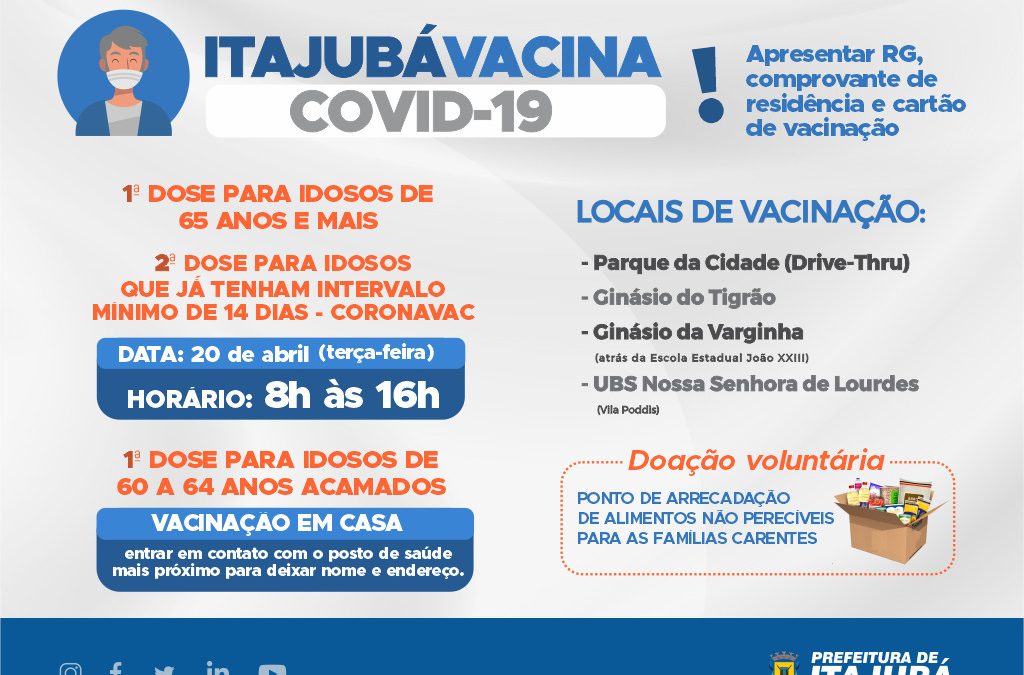 ITAJUBÁVACINA
COVID-19
!
Apresentar RG,
comprovante de
residência e cartão
de vacinação
1ª DOSE PARA IDOSOS DE
65 ANOS E MAIS
2ª DOSE PARA IDOSOS
QUE JÁ TENHAM INTERVALO
MÍNIMO DE 14 DIAS - CORONAVAC
DATA: 20 de abril (terça-feira)
HORÁRIO: 8h às 16h
1ª DOSE PARA IDOSOS DE
60 A 64 ANOS ACAMADOS
VACINAÇÃO EM CASA
entrar em contato com o posto de saúde
mais próximo para deixar nome e endereço.
LOCAIS DE VACINAÇÃO:
- Parque da Cidade (Drive-Thru)
- Ginásio do Tigrão
- Ginásio da Varginha
(atrás da Escola Estadual João XXIII)
- UBS Nossa Senhora de Lourdes
(Vila Poddis)
Doação voluntária
PONTO DE ARRECADAÇÃO
DE ALIMENTOS NÃO PERECÍVEIS
PARA AS FAMÍLIAS CARENTES
PREFEITURA DE
ITAJUBÁ